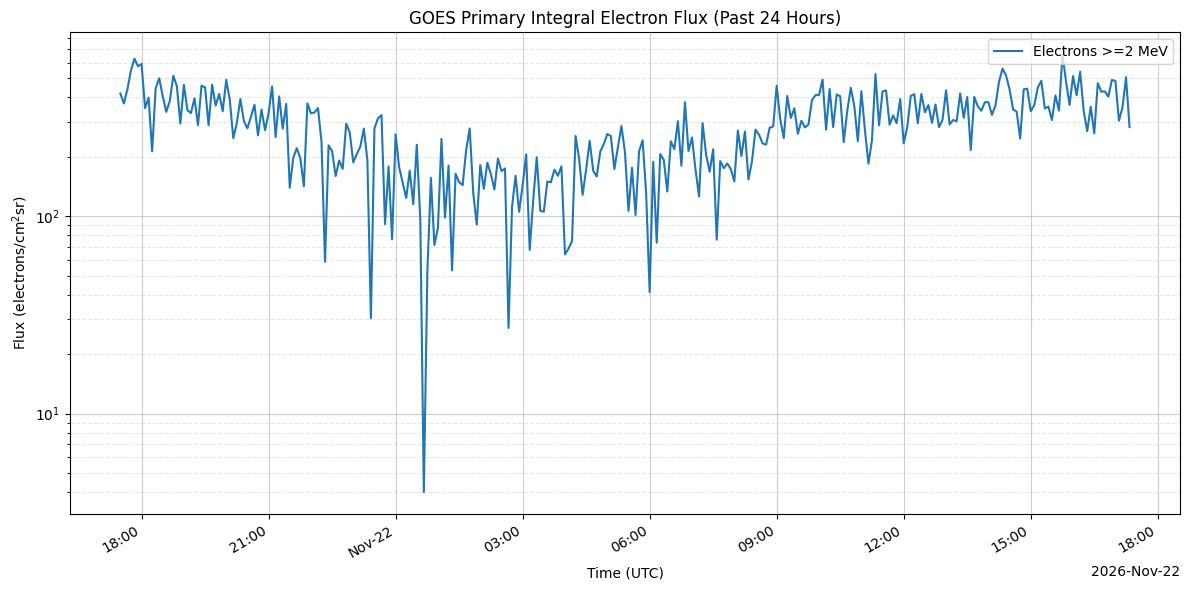 GOES Primary Integral Electron Flux (Past 24 Hours)
Electrons >=2 MeV
Flux (electrons/cm²sr)
10²
10¹
18:00
21:00
Nov-22
03:00
06:00
09:00
12:00
15:00
18:00
Time (UTC)
2026-Nov-22